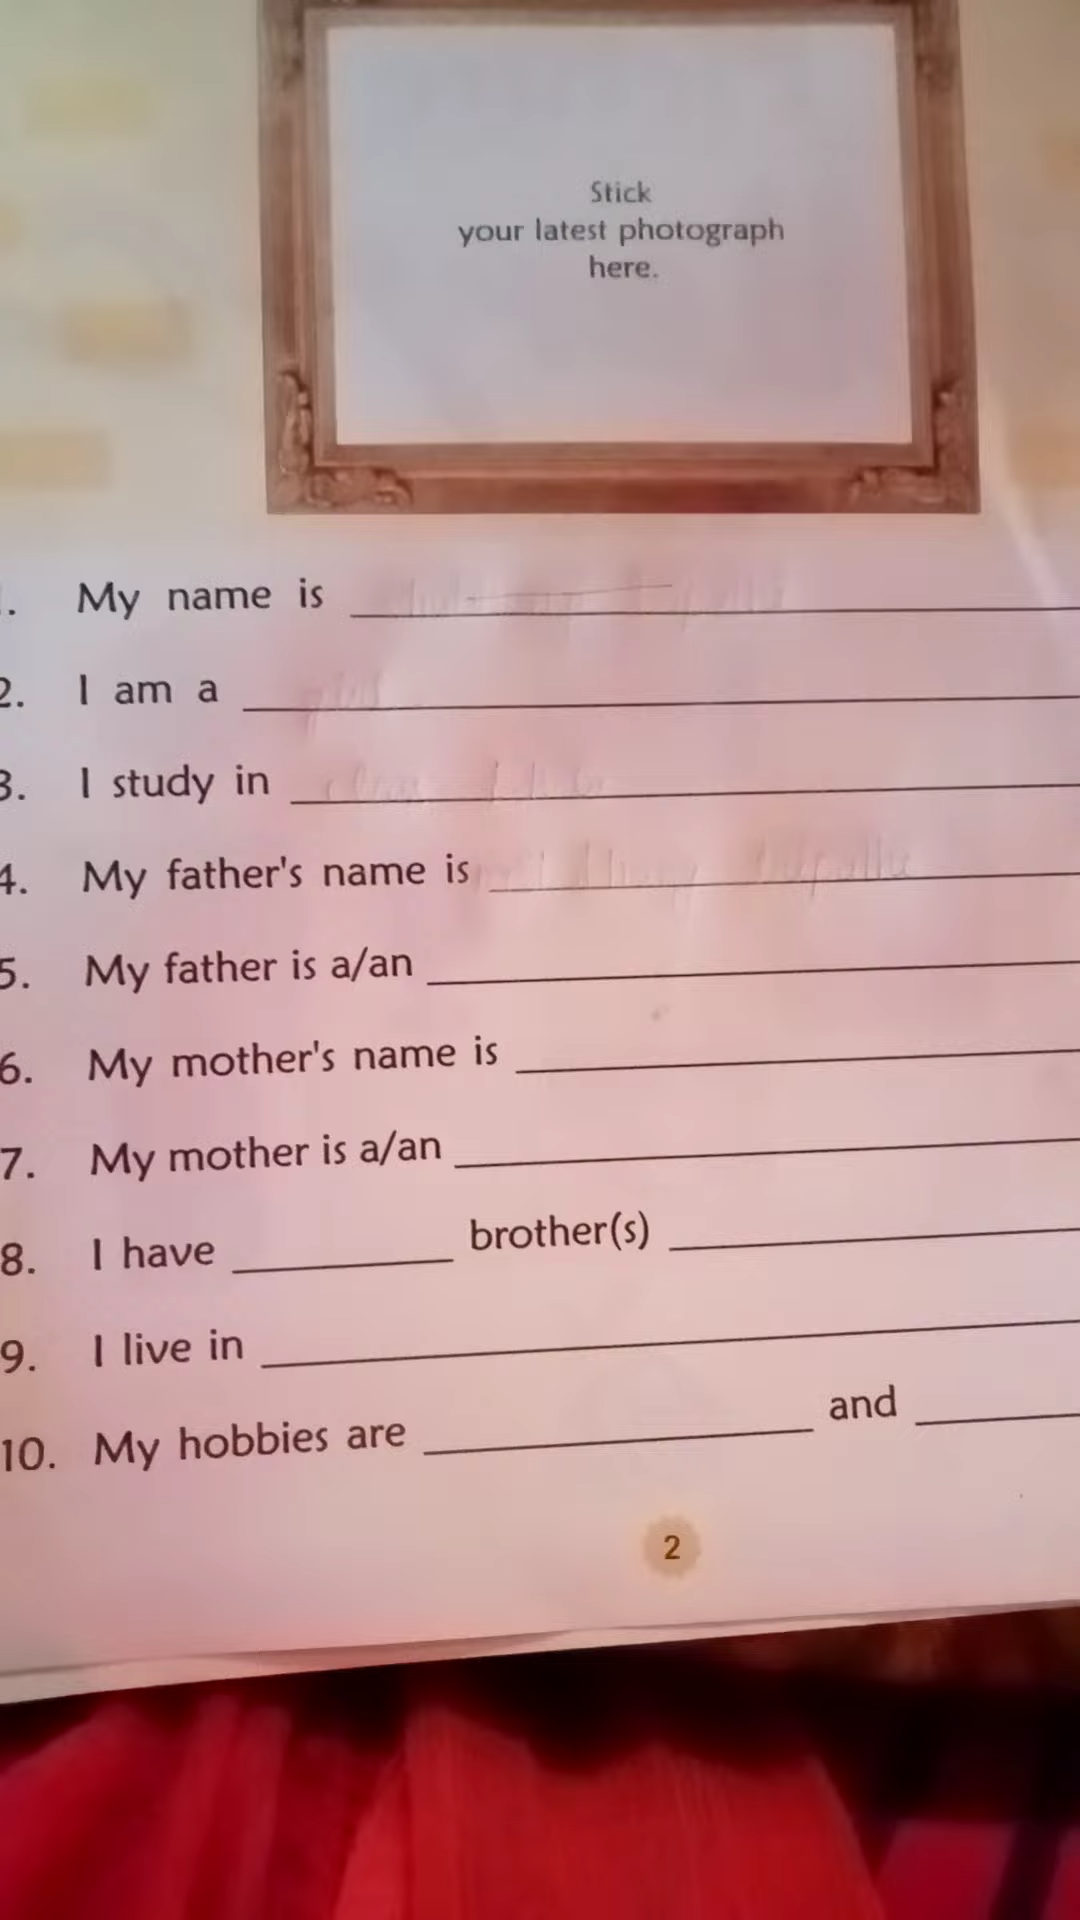 Stick
your latest photograph
here.
My name is
2. I am a
3. I study in
4. My father's name is
5. My father is a/an
6. My mother's name is
7. My mother is a/an
8. I have brother(s)
9. I live in
10. My hobbies are and
2